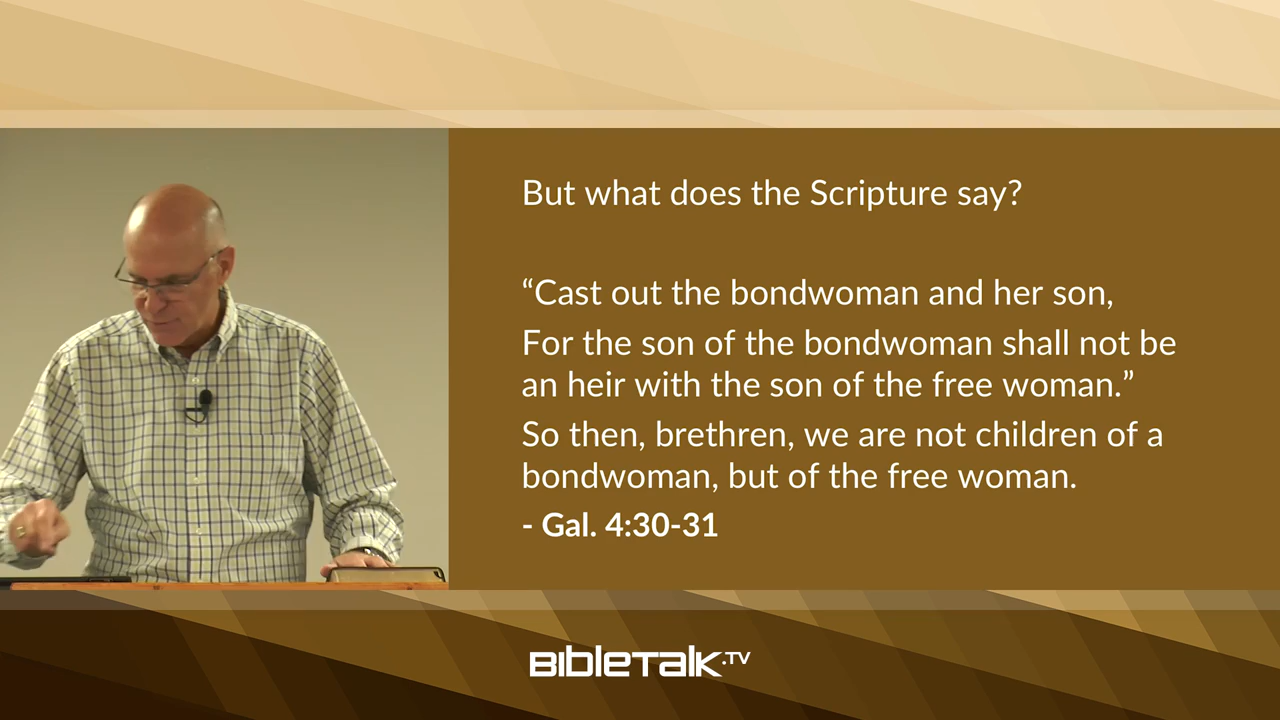 But what does the Scripture say?
“Cast out the bondwoman and her son,
For the son of the bondwoman shall not be
an heir with the son of the free woman.”
So then, brethren, we are not children of a
bondwoman, but of the free woman.
- Gal. 4:30-31
BIBLETALK.TV